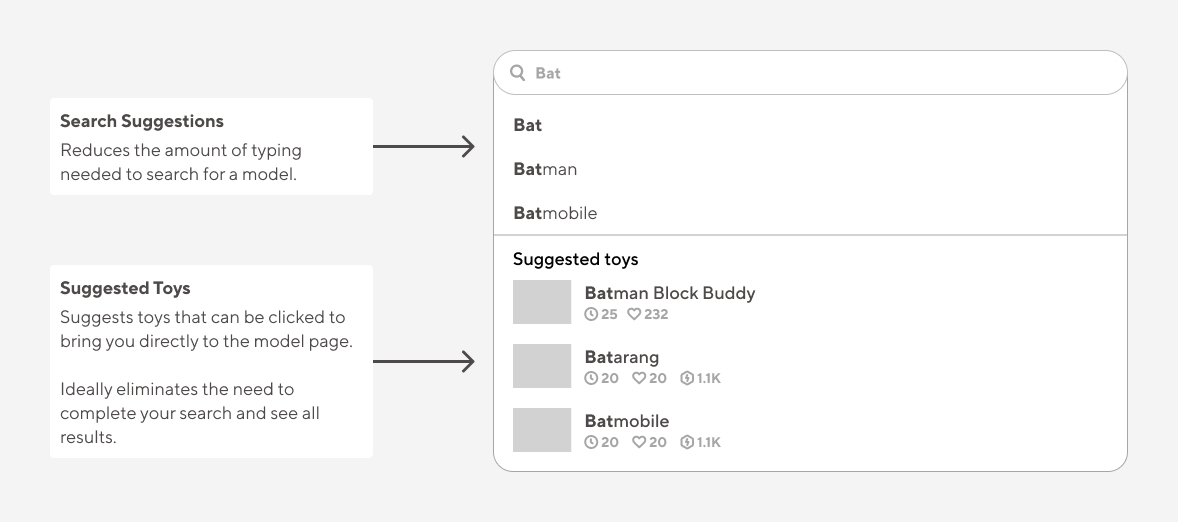 Search Suggestions
Reduces the amount of typing
needed to search for a model.
Suggested Toys
Suggests toys that can be clicked to
bring you directly to the model page.
Ideally eliminates the need to
complete your search and see all
results.
Bat
Bat
Batman
Batmobile
Suggested toys
Batman Block Buddy
25 232
Batarang
20 20 1.1K
Batmobile
20 20 1.1K